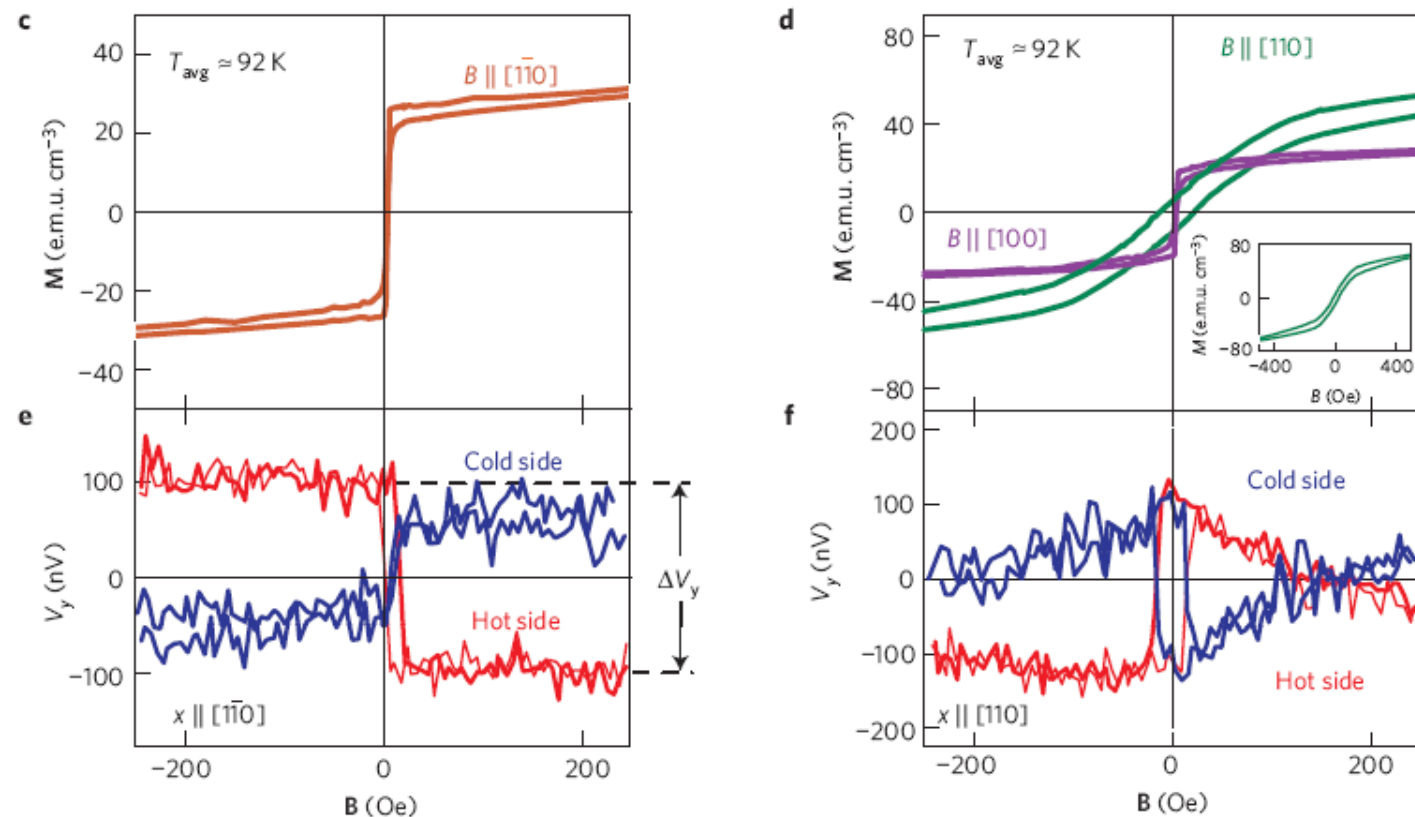 c
T_avg ≃ 92 K
B || [11̅0]
40
20
0
−20
−40
M (e.m.u. cm⁻³)
d
T_avg ≃ 92 K
B || [110]
B || [100]
80
40
0
−40
−80
M (e.m.u. cm⁻³)
80
0
−80
M (e.m.u. cm⁻³)
−400
0
400
B (Oe)
e
Cold side
Hot side
ΔV_y
100
0
−100
V_y (nV)
x || [11̅0]
−200
0
200
B (Oe)
f
Cold side
Hot side
200
100
0
−100
−200
V_y (nV)
x || [110]
−200
0
200
B (Oe)